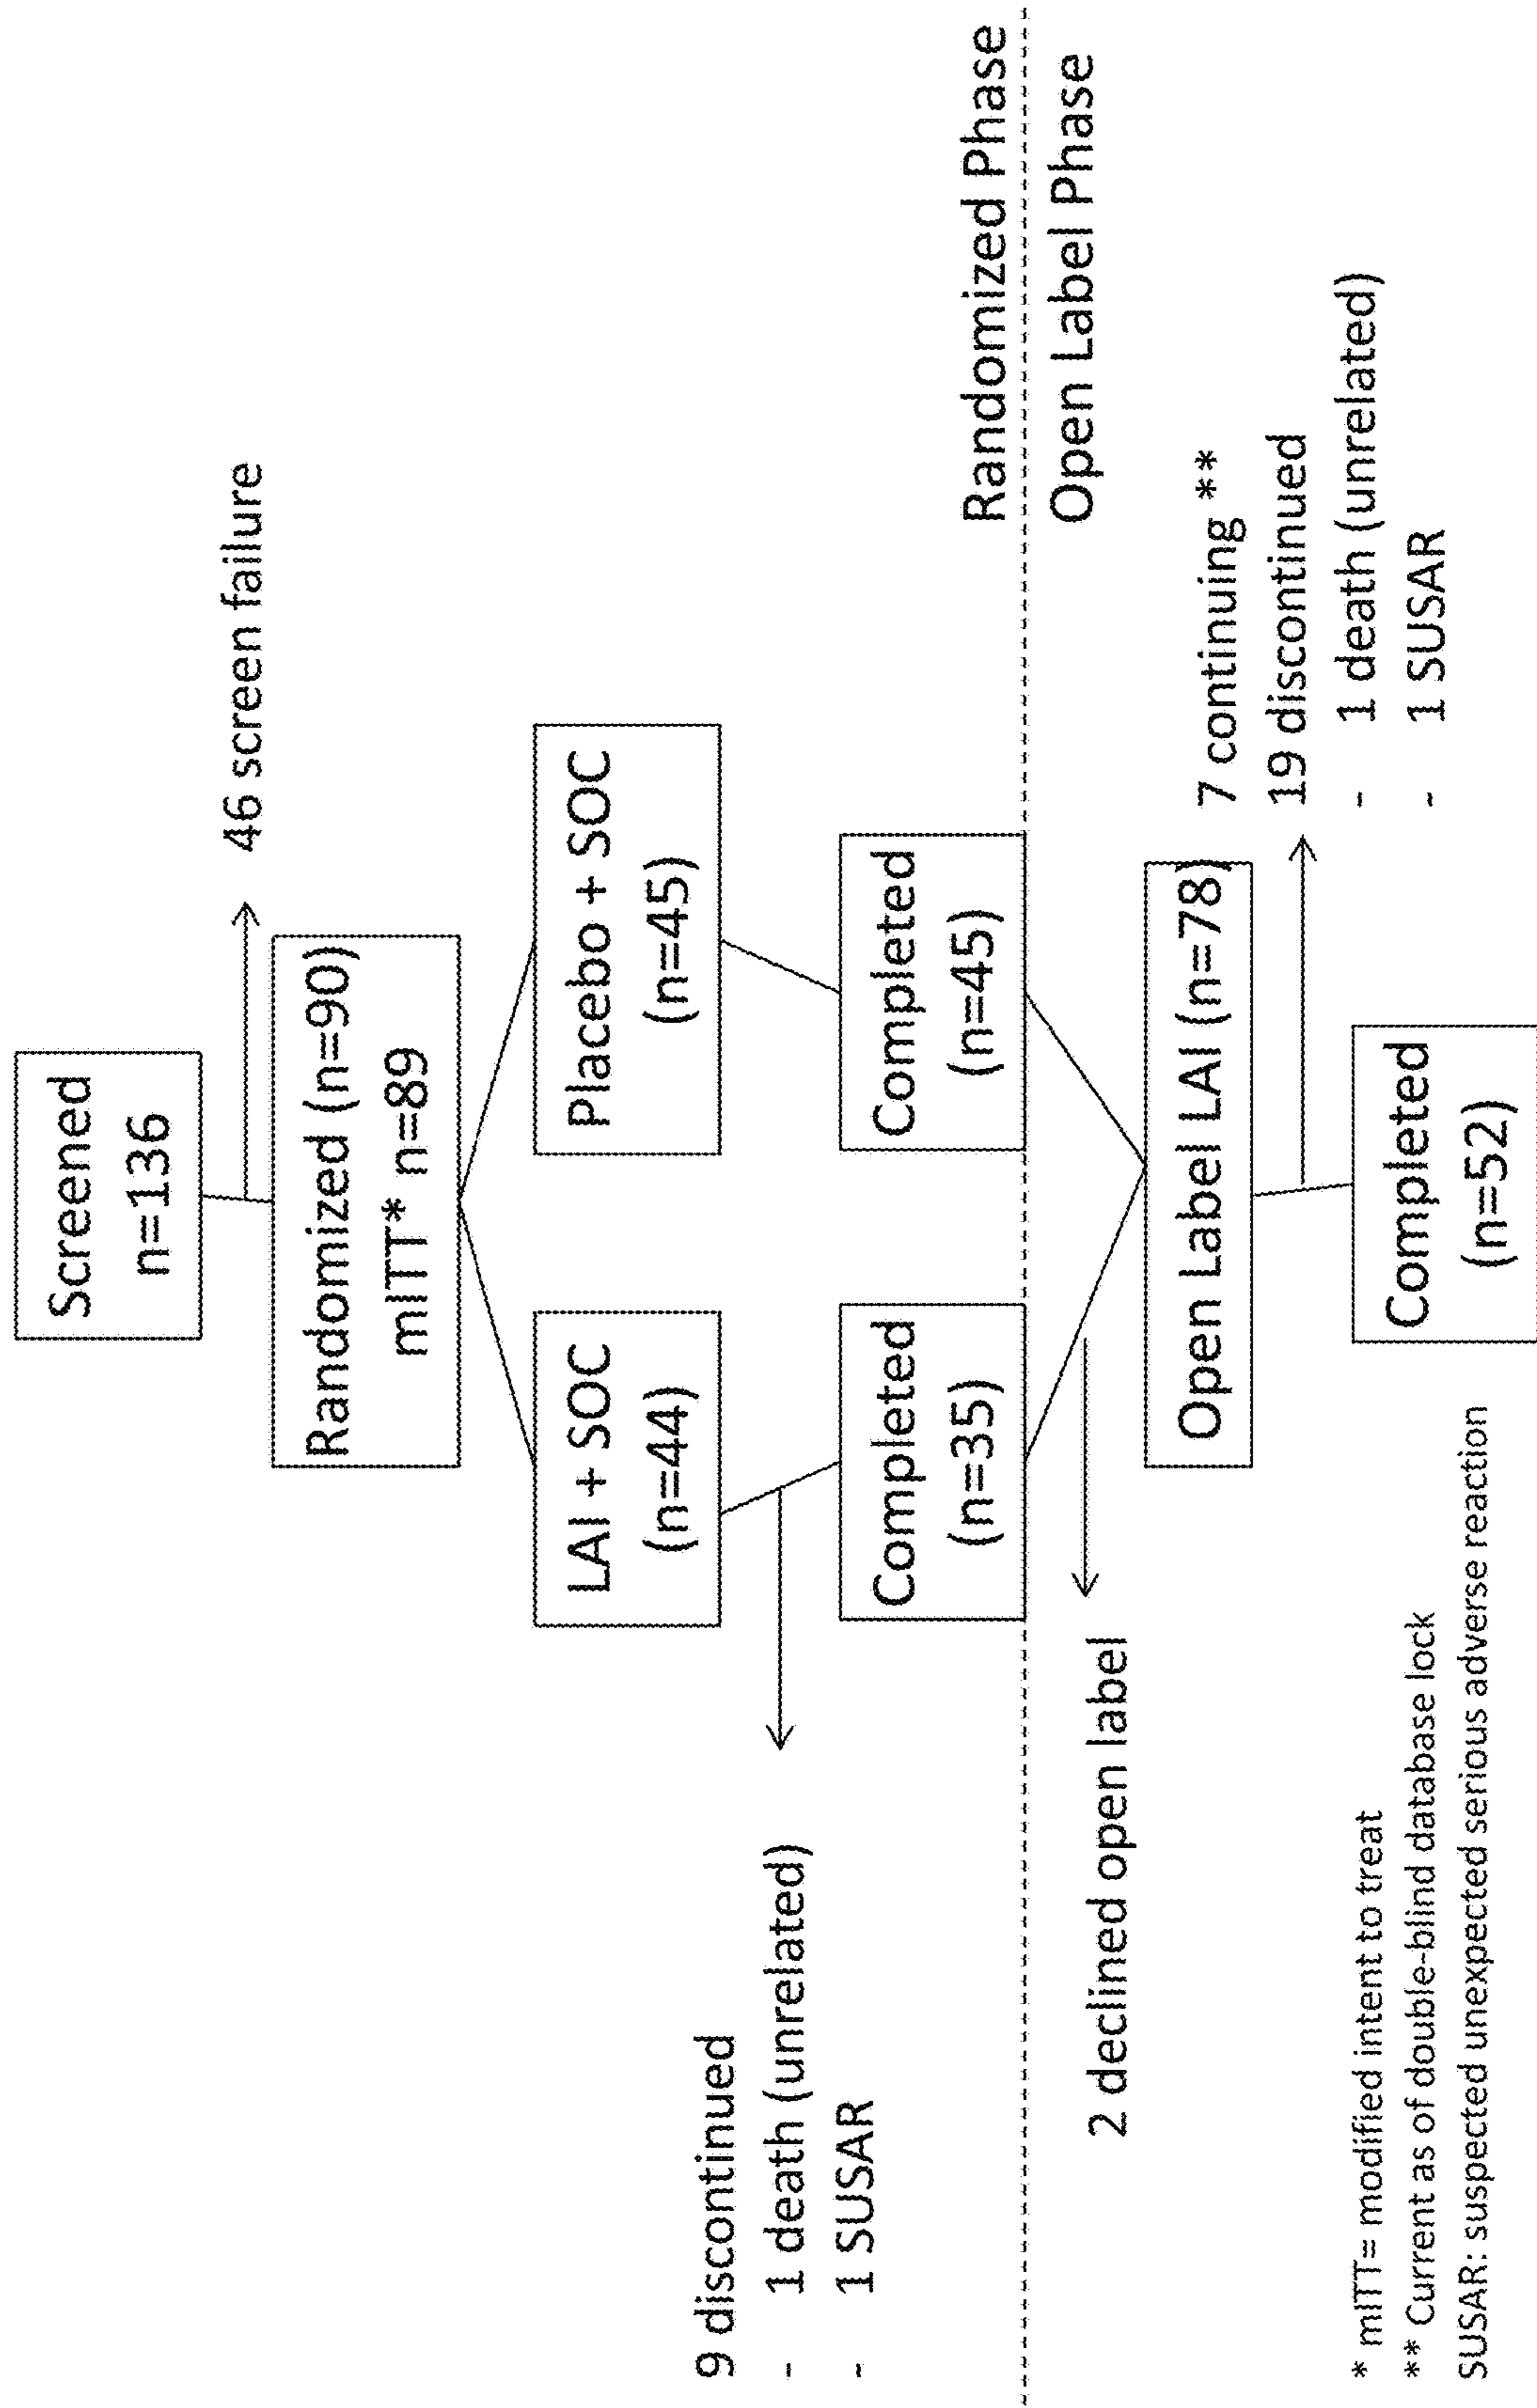 Screened
n=136
46 screen failure
Randomized (n=90)
mITT* n=89
LAI + SOC
(n=44)
Placebo + SOC
(n=45)
9 discontinued
- 1 death (unrelated)
- 1 SUSAR
Completed
(n=35)
Completed
(n=45)
Randomized Phase
Open Label Phase
2 declined open label
Open Label LAI (n=78)
7 continuing **
19 discontinued
- 1 death (unrelated)
- 1 SUSAR
Completed
(n=52)
* mITT= modified intent to treat
** Current as of double-blind database lock
SUSAR: suspected unexpected serious adverse reaction